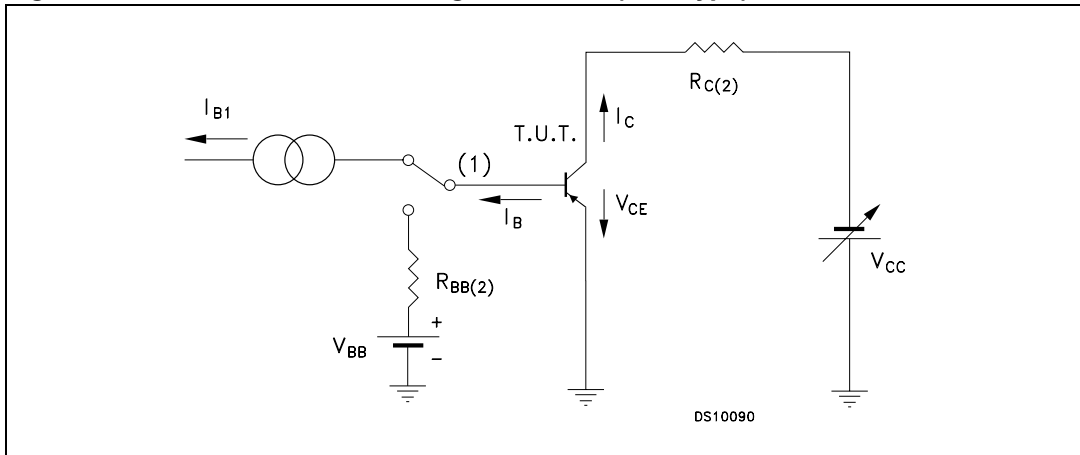 I_B1
R_C(2)
I_C
T.U.T.
(1)
V_CE
I_B
V_CC
R_BB(2)
+
V_BB
−
DS10090